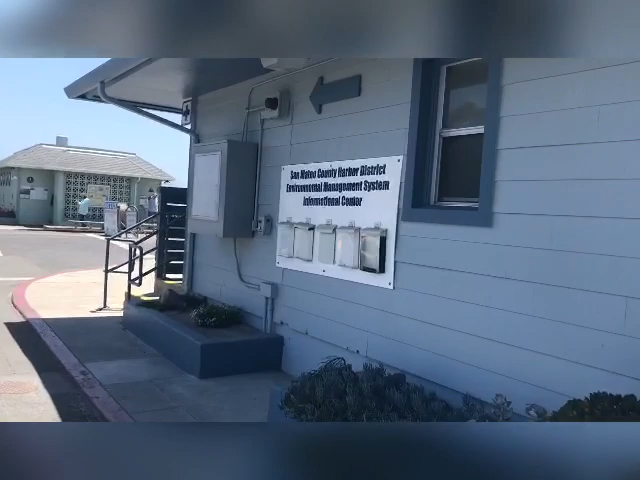 San Mateo County Harbor District
Environmental Management System
Informational Center